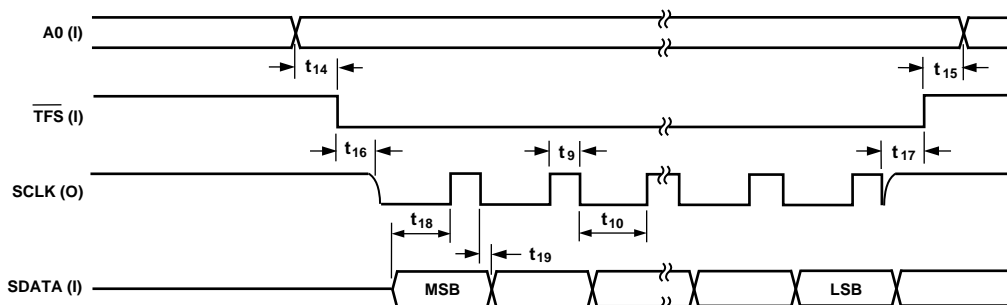 A0 (I)
t14
t15
TFS (I)
t16
t9
t17
SCLK (O)
t18
t10
t19
SDATA (I)
MSB
LSB